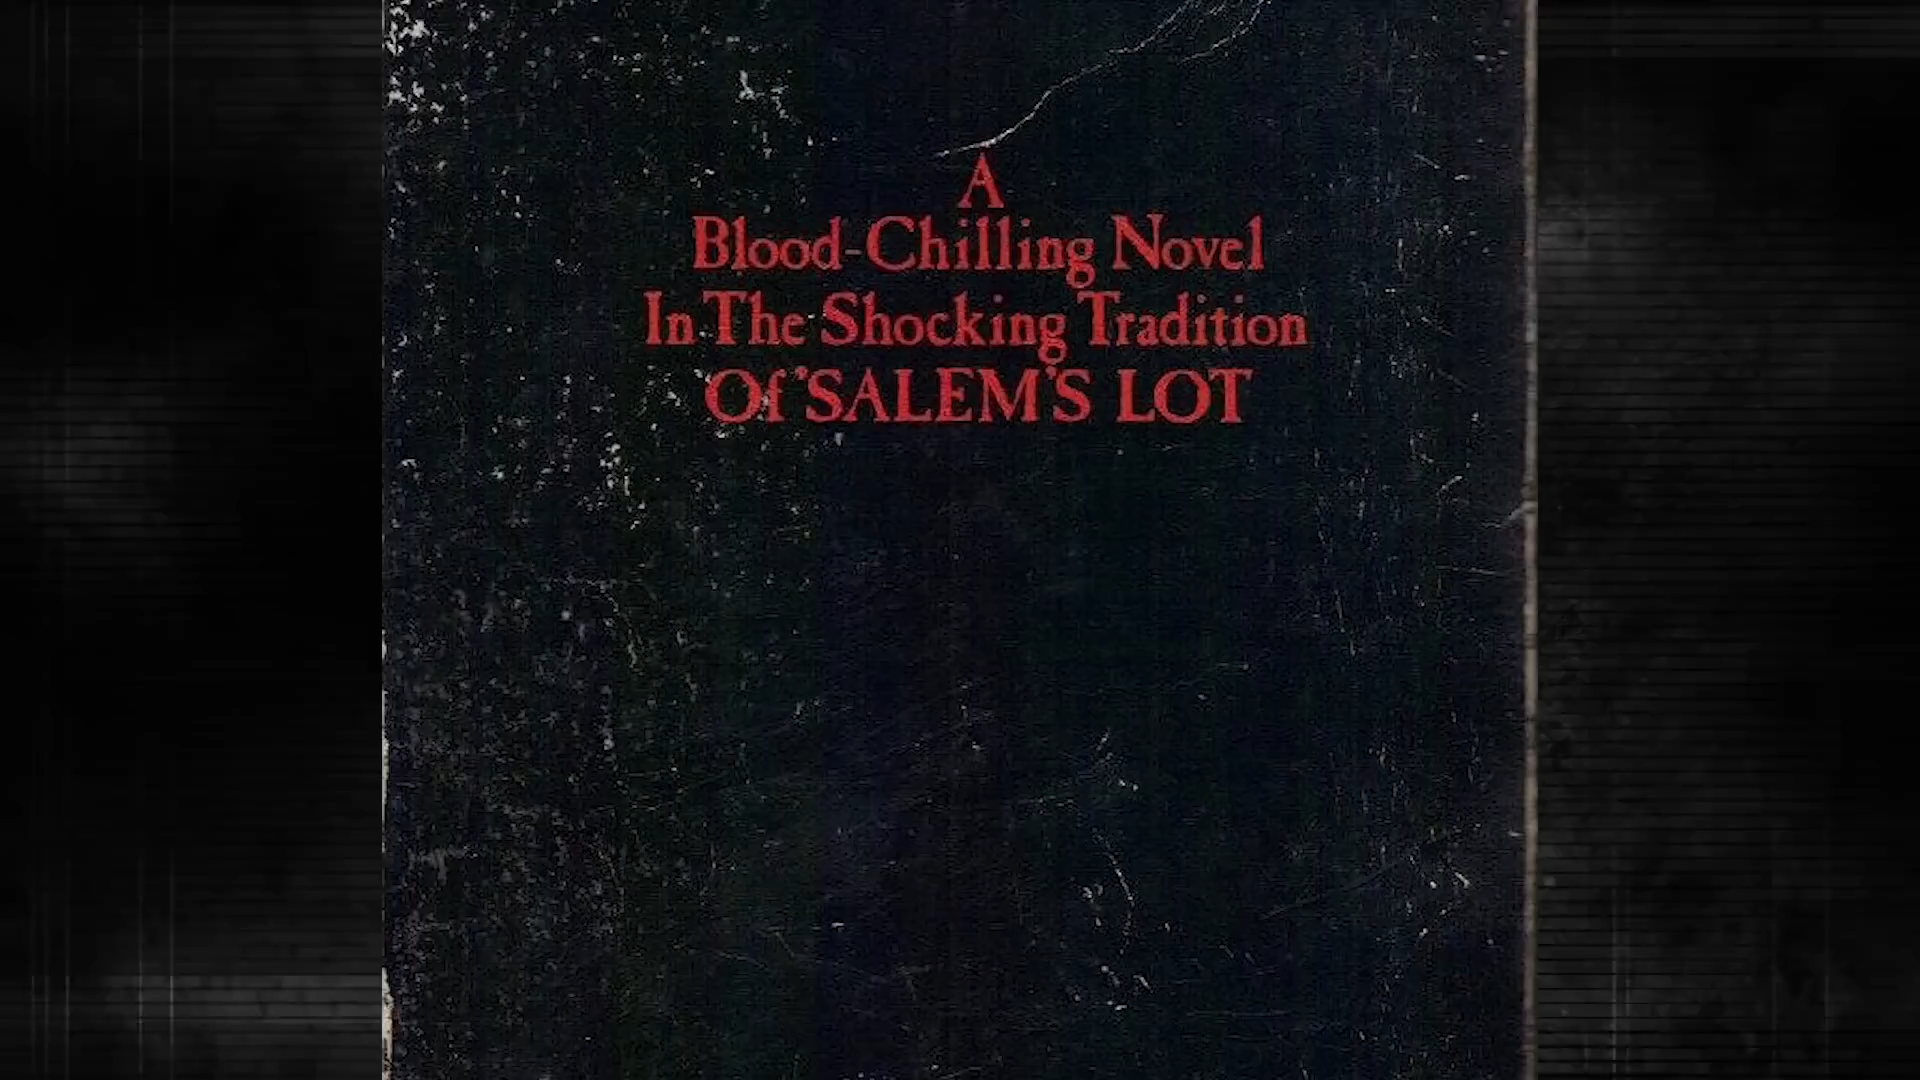 A
Blood-Chilling Novel
In The Shocking Tradition
Of 'SALEM'S LOT